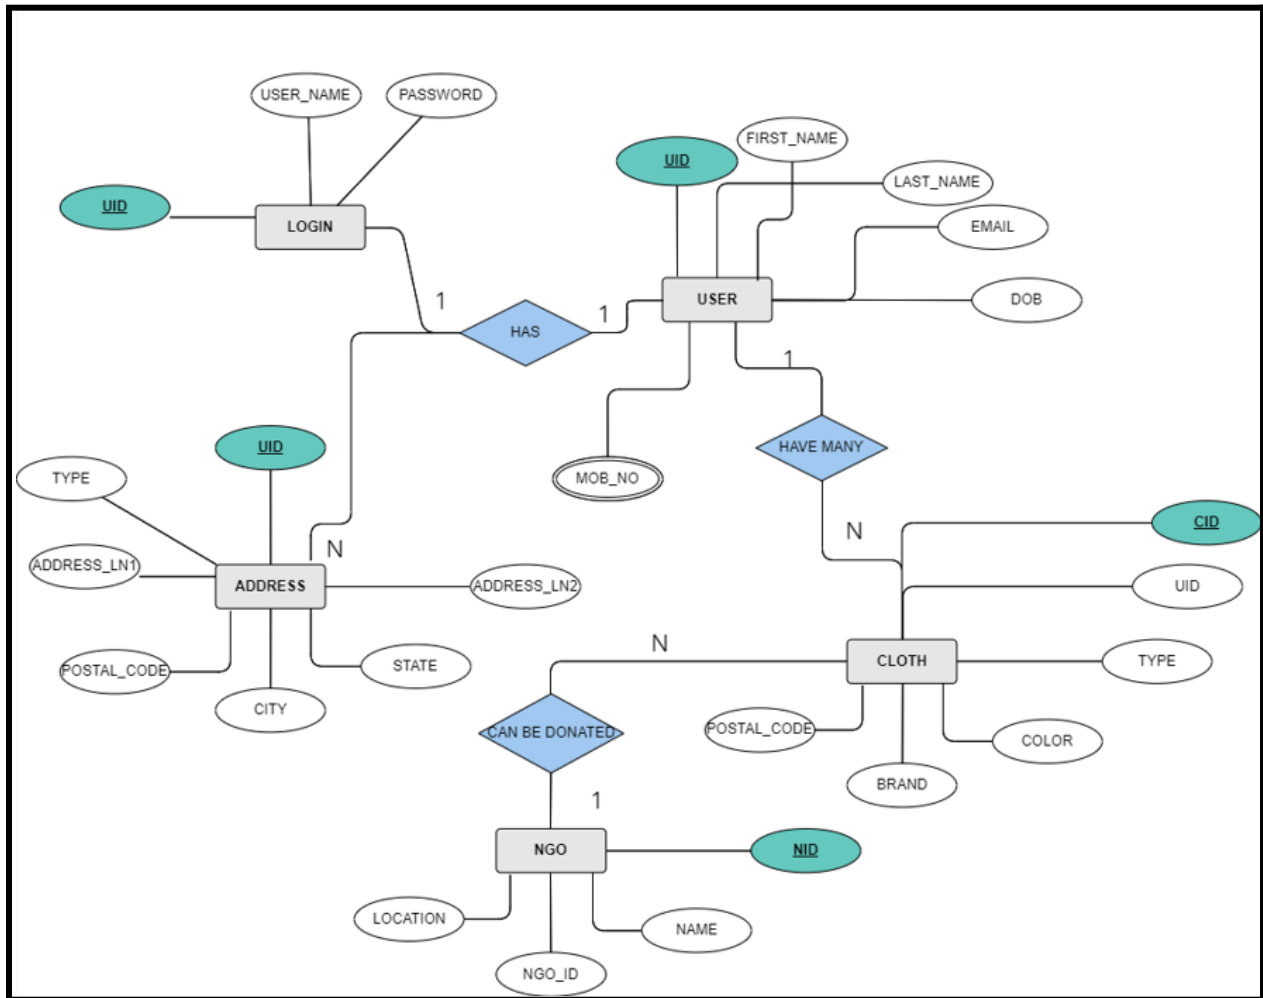 USER_NAME
PASSWORD
UID
LOGIN
UID
FIRST_NAME
LAST_NAME
EMAIL
DOB
USER
1
HAS
1
1
MOB_NO
HAVE MANY
N
UID
TYPE
ADDRESS_LN1
N
ADDRESS
ADDRESS_LN2
POSTAL_CODE
STATE
CITY
CID
UID
N
CLOTH
TYPE
POSTAL_CODE
COLOR
BRAND
CAN BE DONATED
1
NGO
NID
LOCATION
NAME
NGO_ID